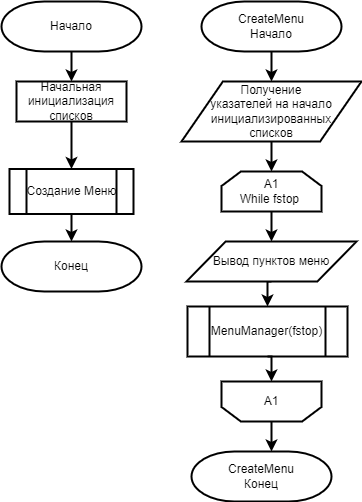 Начало
Начальная
инициализация
списков
Создание Меню
Конец
CreateMenu
Начало
Получение
указателей на начало
инициализированных
списков
A1
While fstop
Вывод пунктов меню
MenuManager(fstop)
A1
CreateMenu
Конец